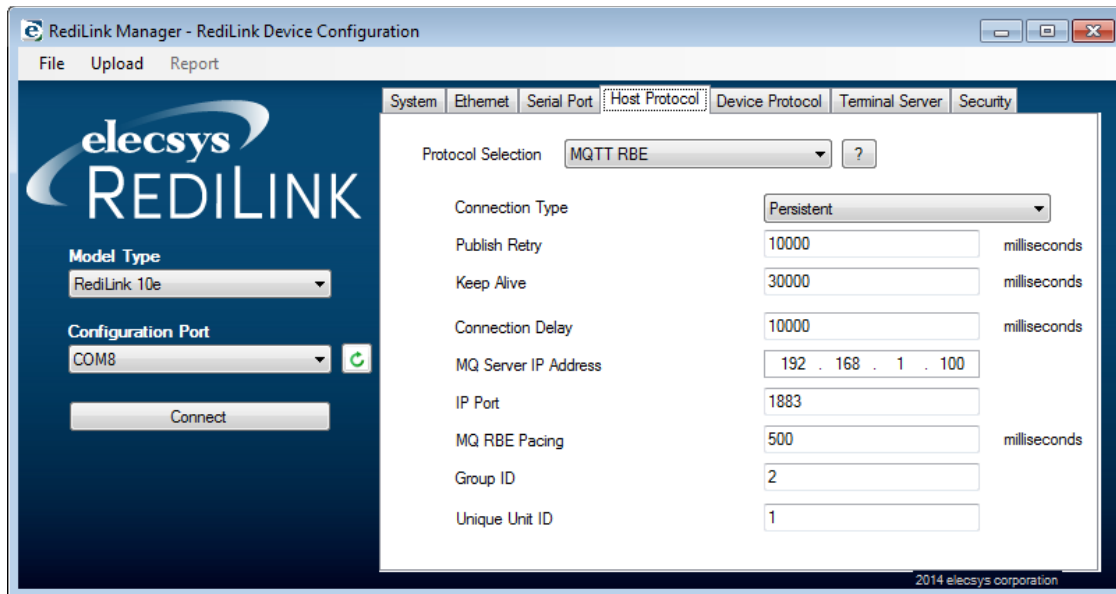 RediLink Manager - RediLink Device Configuration
File Upload Report
elecsys
REDILINK
Model Type
RediLink 10e
Configuration Port
COM8
Connect
System Ethernet Serial Port Host Protocol Device Protocol Terminal Server Security
Protocol Selection MQTT RBE ?
Connection Type Persistent
Publish Retry 10000 milliseconds
Keep Alive 30000 milliseconds
Connection Delay 10000 milliseconds
MQ Server IP Address 192 . 168 . 1 . 100
IP Port 1883
MQ RBE Pacing 500 milliseconds
Group ID 2
Unique Unit ID 1
2014 elecsys corporation